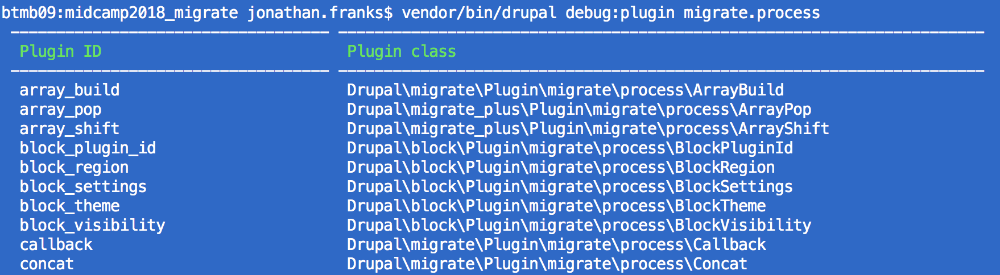 btmb09:midcamp2018_migrate jonathan.franks$ vendor/bin/drupal debug:plugin migrate.process
----------------------------------- -----------------------------------------------------------------------
Plugin ID Plugin class
----------------------------------- -----------------------------------------------------------------------
array_build Drupal\migrate\Plugin\migrate\process\ArrayBuild
array_pop Drupal\migrate_plus\Plugin\migrate\process\ArrayPop
array_shift Drupal\migrate_plus\Plugin\migrate\process\ArrayShift
block_plugin_id Drupal\block\Plugin\migrate\process\BlockPluginId
block_region Drupal\block\Plugin\migrate\process\BlockRegion
block_settings Drupal\block\Plugin\migrate\process\BlockSettings
block_theme Drupal\block\Plugin\migrate\process\BlockTheme
block_visibility Drupal\block\Plugin\migrate\process\BlockVisibility
callback Drupal\migrate\Plugin\migrate\process\Callback
concat Drupal\migrate\Plugin\migrate\process\Concat